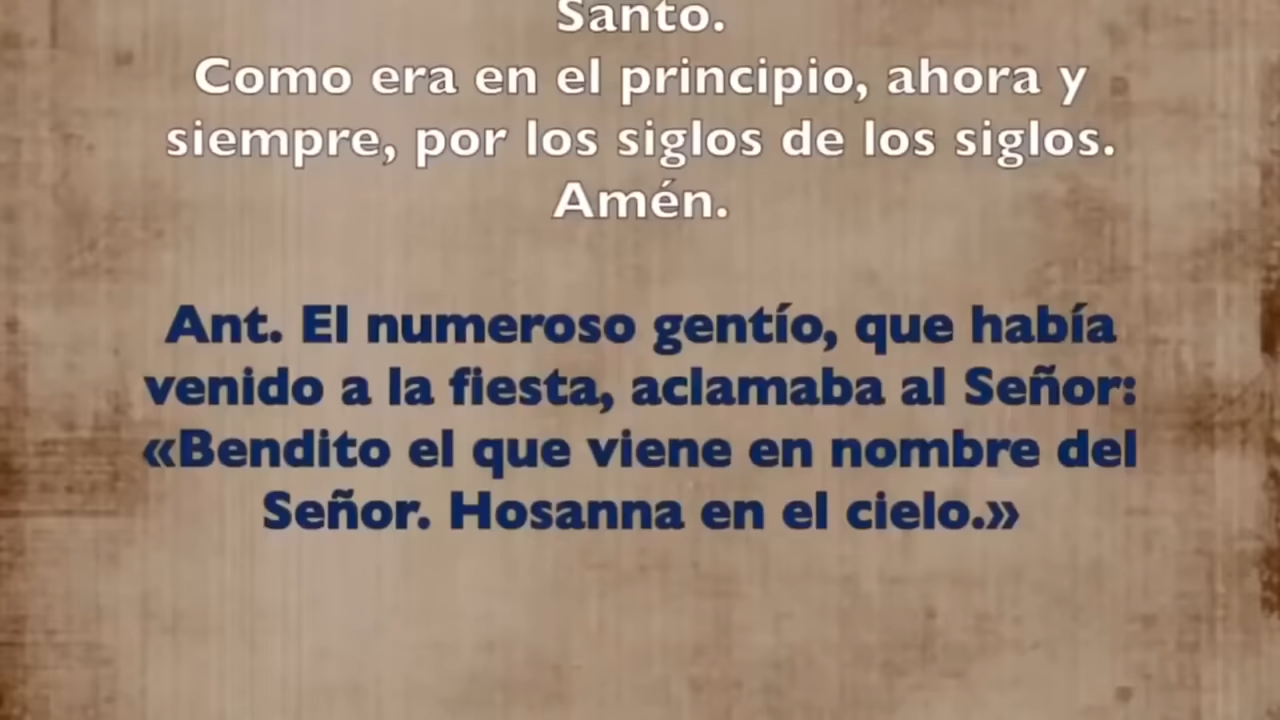 Santo.
Como era en el principio, ahora y
siempre, por los siglos de los siglos.
Amén.
Ant. El numeroso gentío, que había
venido a la fiesta, aclamaba al Señor:
«Bendito el que viene en nombre del
Señor. Hosanna en el cielo.»